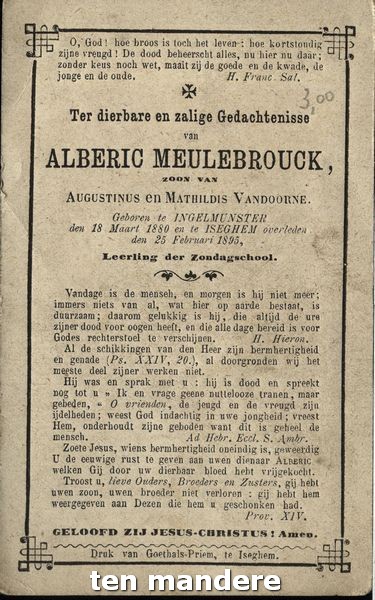 O, God! hoe broos is toch het leven: hoe kortstondig
zijne vreugd! De dood beheerscht alles, nu hier nu daar;
zonder keus noch wet, maait zij de goede en de kwade, de
jonge en de oude. H. Franc. Sal.
3,00
Ter dierbare en zalige Gedachtenisse
van
ALBERIC MEULEBROUCK,
ZOON VAN
AUGUSTINUS en MATHILDIS VANDOORNE.
Geboren te INGELMUNSTER
den 18 Maart 1880 en te ISEGHEM overleden
den 25 Februari 1895,
Leerling der Zondagschool.
Vandage is de mensch, en morgen is hij niet meer;
immers niets van al, wat hier op aarde bestaat, is
duurzaam; daarom gelukkig is hij, die altijd de ure
zijner dood voor oogen heeft, en die alle dage bereid is voor
Godes rechterstoel te verschijnen. H. Hieron.
Al de schikkingen van den Heer zijn bermhertigheid
en genade (Ps. XXIV, 20.), al doorgronden wij het
meeste deel zijner werken niet.
Hij was en sprak met u: hij is dood en spreekt
nog tot u „ Ik en vrage geene nuttelooze tranen, maar
gebeden, “ O vrienden, de jeugd en de vreugd zijn
ijdelheden; weest God indachtig in uwe jongheid; vreest
Hem, onderhoudt zijne geboden want dit is geheel de
mensch. Ad Hebr. Eccl. S. Ambr.
Zoete Jesus, wiens bermhertigheid oneindig is, geweerdig
U de eeuwige rust te geven aan uwen dienaar ALBERIC
welken Gij door uw dierbaar bloed hebt vrijgekocht.
Troost u, lieve Ouders, Broeders en Zusters, gij hebt
uwen zoon, uwen broeder niet verloren: gij hebt hem
weergegeven aan Dezen die hem u geschonken had.
Prov. XIV.
GELOOFD ZIJ JESUS-CHRISTUS! Amen.
Druk van Goethals-Priem, te Iseghem.
ten mandere